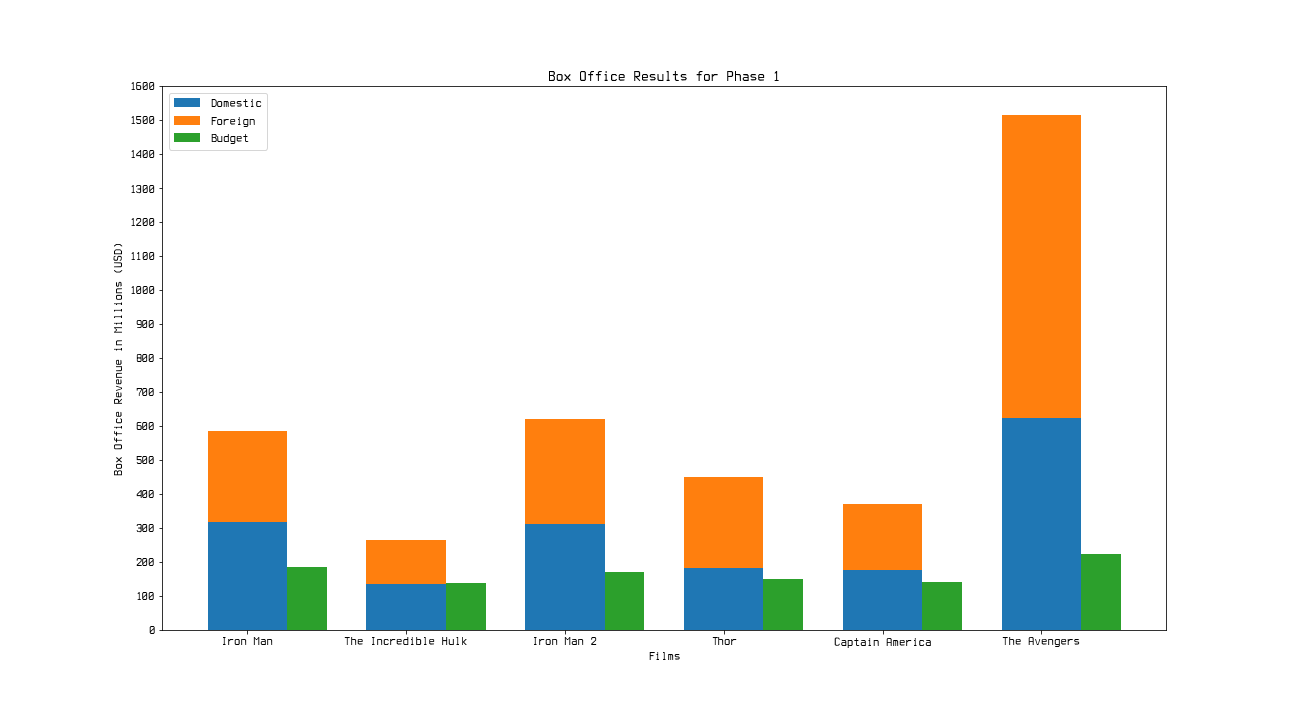 Box Office Results for Phase 1
Domestic
Foreign
Budget
Box Office Revenue in Millions (USD)
1600
1500
1400
1300
1200
1100
1000
900
800
700
600
500
400
300
200
100
0
Iron Man
The Incredible Hulk
Iron Man 2
Thor
Captain America
The Avengers
Films